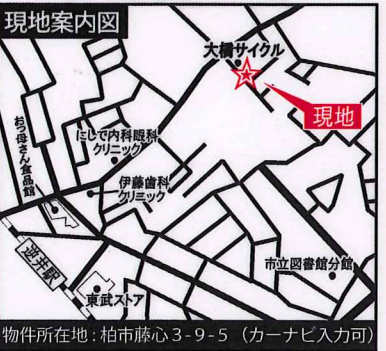 現地案内図
大橋サイクル
現地
おっ母さん食品館
にしで内科眼科
クリニック
伊藤歯科
クリニック
逆井駅
市立図書館分館
東武ストア
物件所在地:柏市藤心3-9-5(カーナビ入力可)